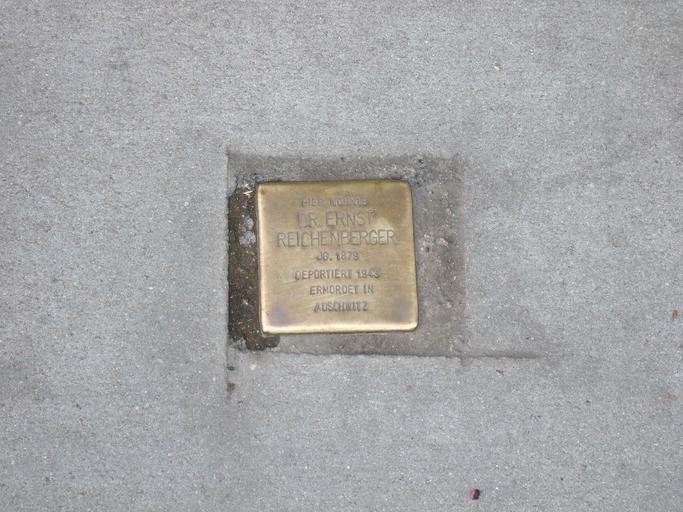 HIER WOHNTE
DR. ERNST
REICHENBERGER
JG. 1879
DEPORTIERT 1943
ERMORDET IN
AUSCHWITZ